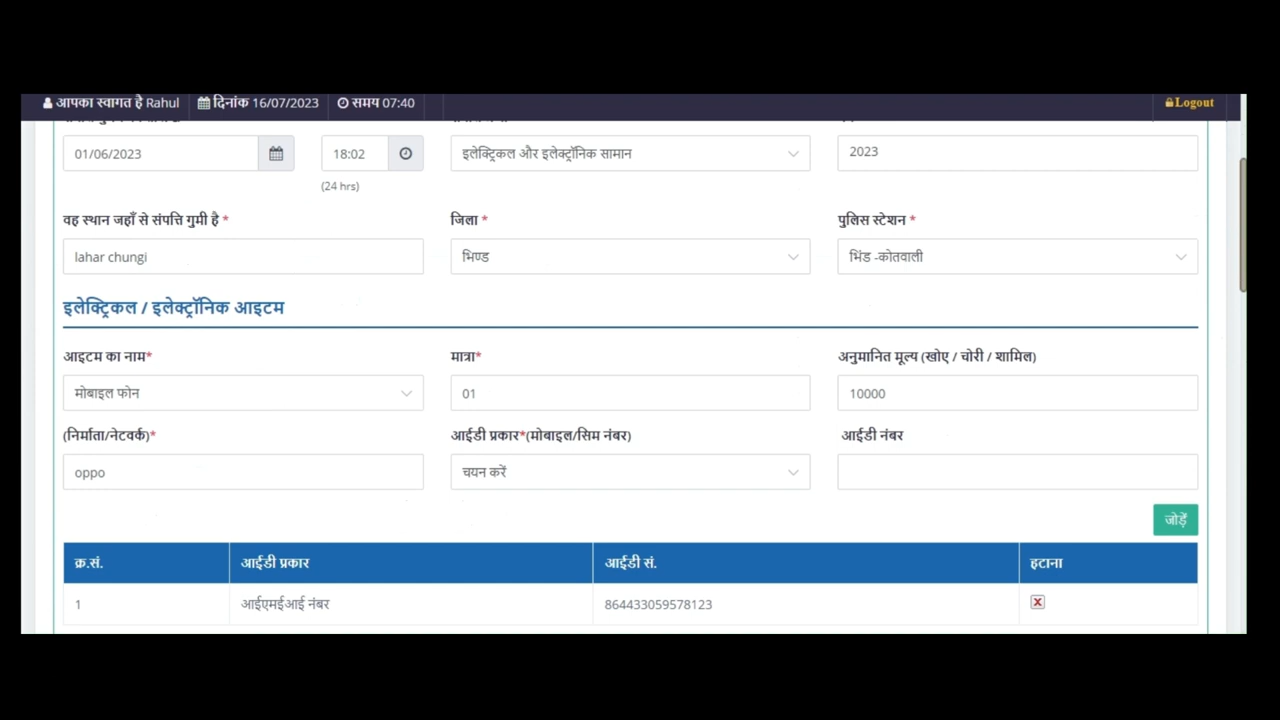 आपका स्वागत है Rahul दिनांक 16/07/2023 समय 07:40 Logout
01/06/2023 18:02 इलेक्ट्रिकल और इलेक्ट्रॉनिक सामान 2023
(24 hrs)
वह स्थान जहाँ से संपत्ति गुमी है * जिला * पुलिस स्टेशन *
lahar chungi भिण्ड भिंड -कोतवाली
इलेक्ट्रिकल / इलेक्ट्रॉनिक आइटम
आइटम का नाम* मात्रा* अनुमानित मूल्य (खोए / चोरी / शामिल)
मोबाइल फोन 01 10000
(निर्माता/नेटवर्क)* आईडी प्रकार*(मोबाइल/सिम नंबर) आईडी नंबर
oppo चयन करें
जोड़ें
क्र.सं. आईडी प्रकार आईडी सं. हटाना
1 आईएमईआई नंबर 864433059578123